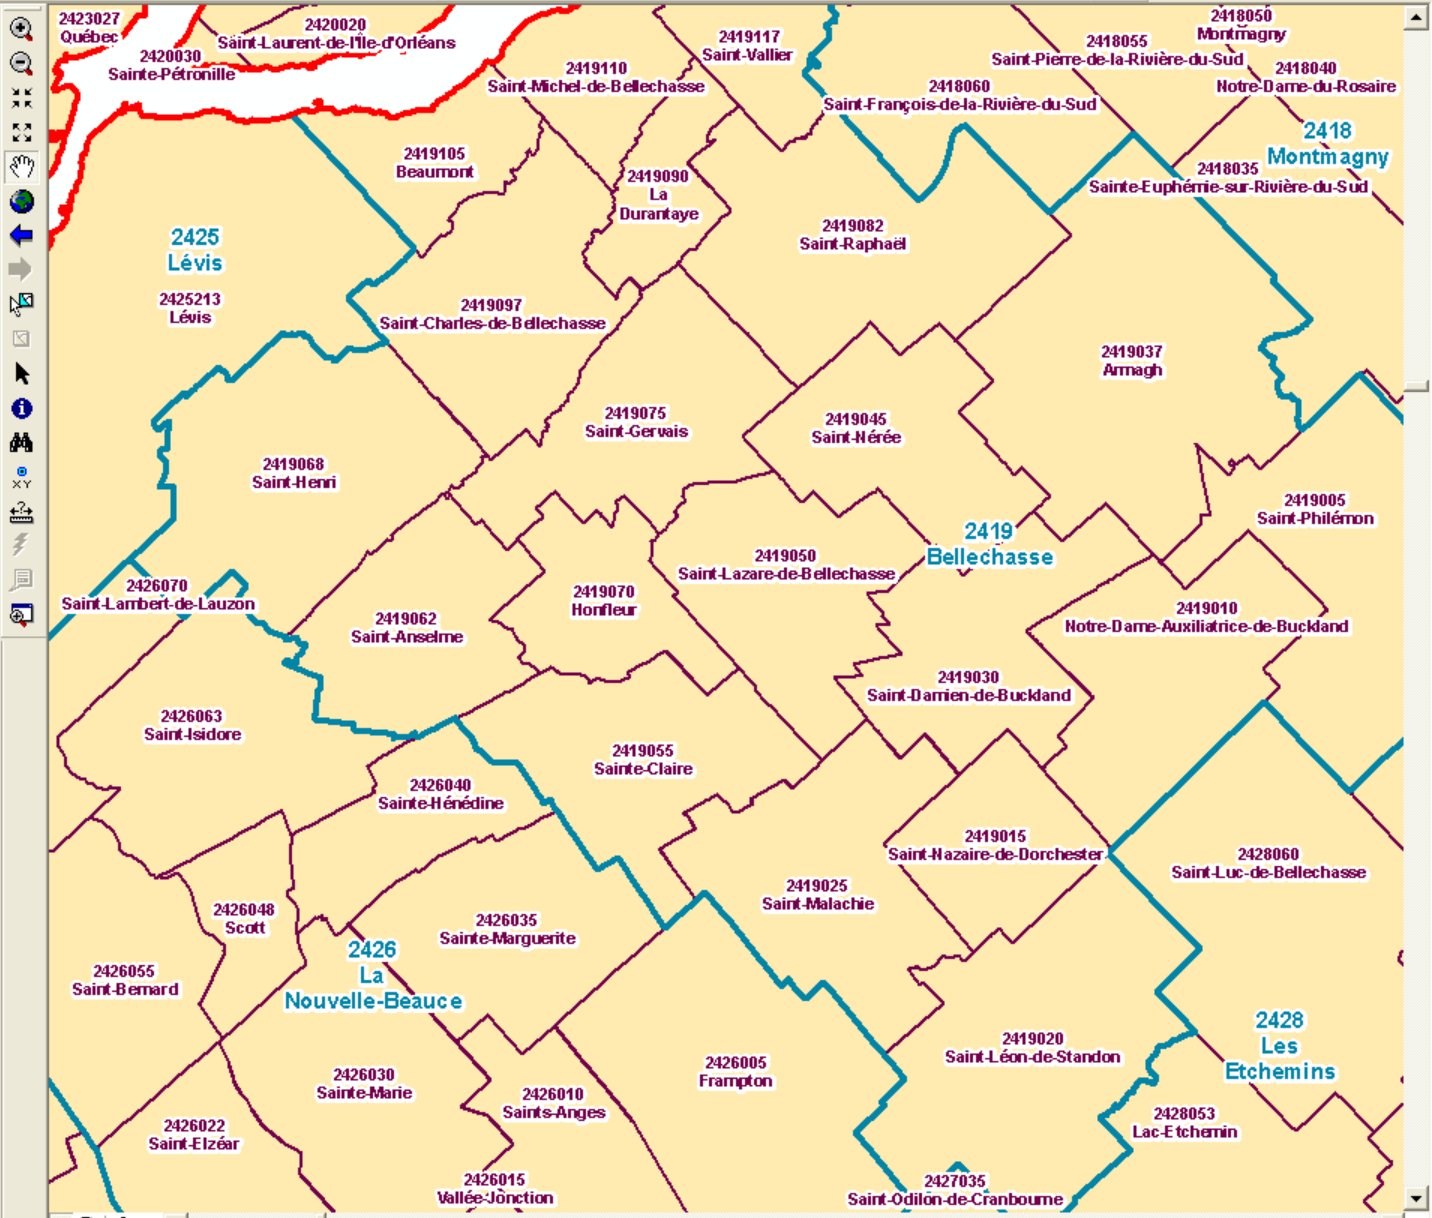 2423027
Québec
2420020
Saint-Laurent-de-l'Île-d'Orléans
2420030
Sainte-Pétronille
2419117
Saint-Vallier
2418050
Montmagny
2418055
Saint-Pierre-de-la-Rivière-du-Sud
2418040
Notre-Dame-du-Rosaire
2419110
Saint-Michel-de-Bellechasse
2418060
Saint-François-de-la-Rivière-du-Sud
2418
Montmagny
2419105
Beaumont
2419090
La
Durantaye
2418035
Sainte-Euphémie-sur-Rivière-du-Sud
2425
Lévis
2419082
Saint-Raphaël
2425213
Lévis
2419097
Saint-Charles-de-Bellechasse
2419037
Armagh
2419075
Saint-Gervais
2419045
Saint-Nérée
2419068
Saint-Henri
2419005
Saint-Philémon
2419
Bellechasse
2419050
Saint-Lazare-de-Bellechasse
2426070
Saint-Lambert-de-Lauzon
2419070
Honfleur
2419062
Saint-Anselme
2419010
Notre-Dame-Auxiliatrice-de-Buckland
2419030
Saint-Damien-de-Buckland
2426063
Saint-Isidore
2419055
Sainte-Claire
2426040
Sainte-Hénédine
2419015
Saint-Nazaire-de-Dorchester
2428060
Saint-Luc-de-Bellechasse
2419025
Saint-Malachie
2426048
Scott
2426035
Sainte-Marguerite
2426
La
Nouvelle-Beauce
2426055
Saint-Bernard
2428
Les
Etchemins
2419020
Saint-Léon-de-Standon
2426005
Frampton
2426030
Sainte-Marie
2426010
Saints-Anges
2428053
Lac-Etchemin
2426022
Saint-Elzéar
2426015
Vallée-Jonction
2427035
Saint-Odilon-de-Cranbourne
XY